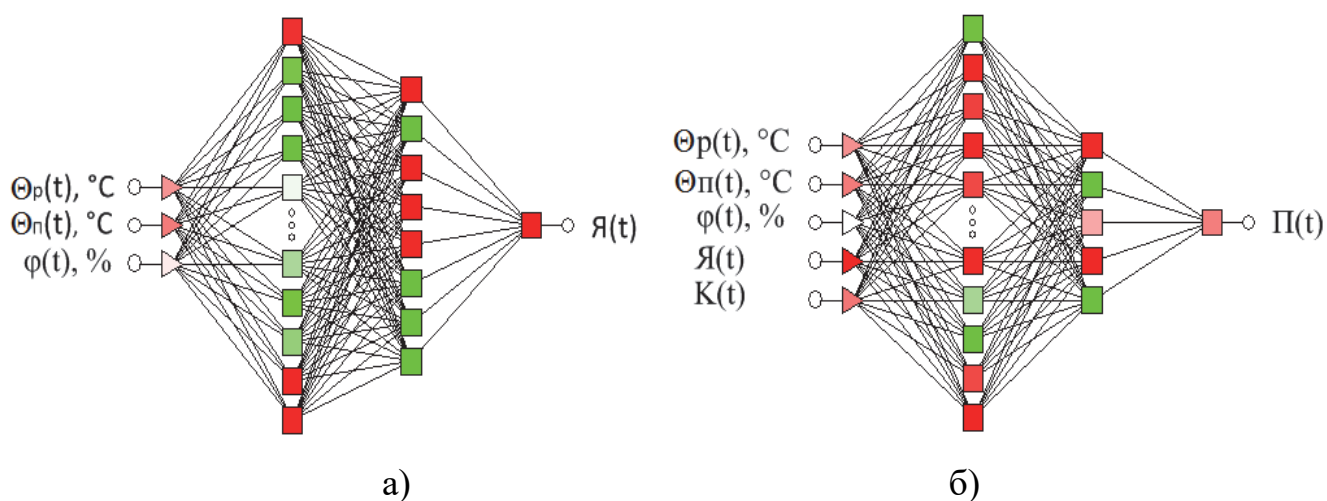 Θр(t), °C
Θп(t), °C
φ(t), %
Я(t)
а)
Θр(t), °C
Θп(t), °C
φ(t), %
Я(t)
К(t)
П(t)
б)